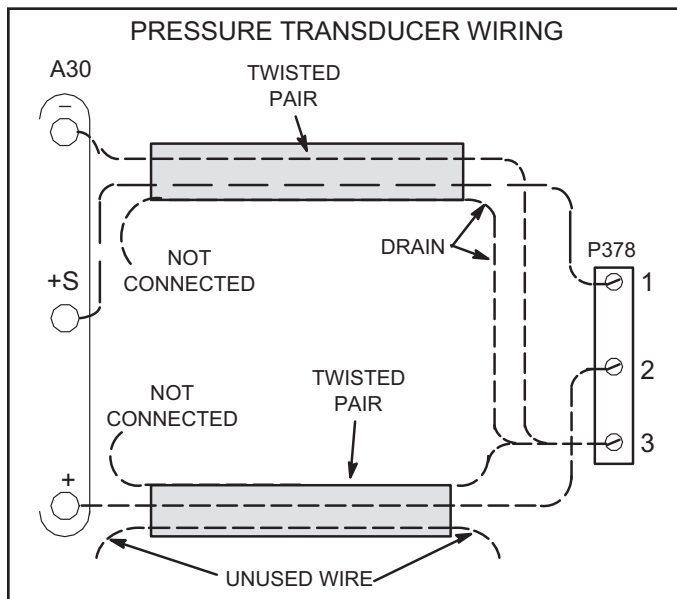 PRESSURE TRANSDUCER WIRING
A30
TWISTED
PAIR
−
NOT
CONNECTED
DRAIN
P378
+S
1
2
3
NOT
CONNECTED
TWISTED
PAIR
+
UNUSED WIRE